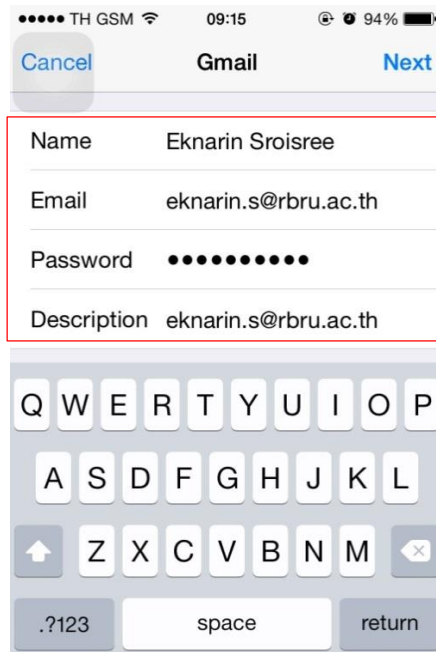 TH GSM 09:15 94%
Cancel Gmail Next
Name Eknarin Sroisree
Email eknarin.s@rbru.ac.th
Password ●●●●●●●●●●
Description eknarin.s@rbru.ac.th
Q W E R T Y U I O P
A S D F G H J K L
Z X C V B N M
.?123 space return